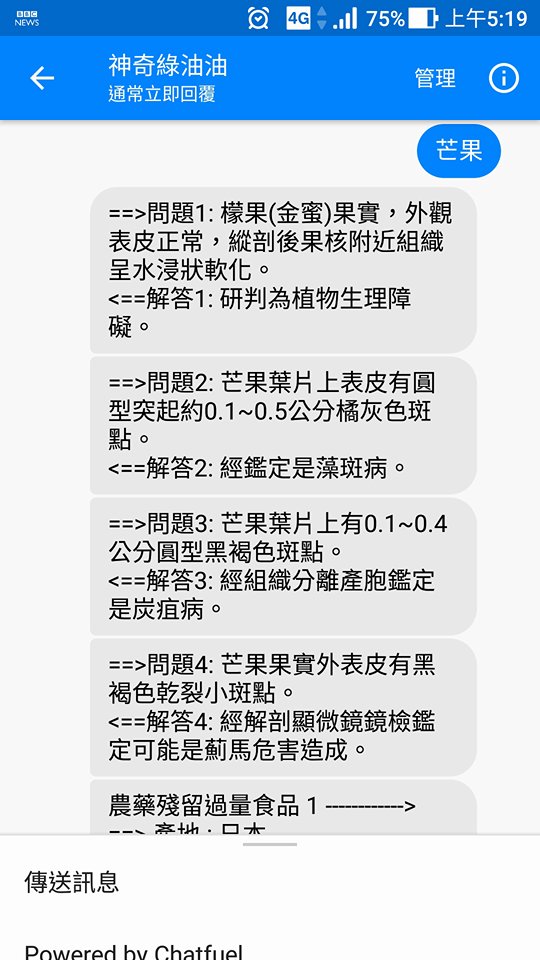 BBC
NEWS
4G
75%
上午5:19
神奇綠油油
通常立即回覆
管理
芒果
==>問題1: 檬果(金蜜)果實，外觀
表皮正常，縱剖後果核附近組織
呈水浸狀軟化。
<==解答1: 研判為植物生理障
礙。
==>問題2: 芒果葉片上表皮有圓
型突起約0.1~0.5公分橘灰色斑
點。
<==解答2: 經鑑定是藻斑病。
==>問題3: 芒果葉片上有0.1~0.4
公分圓型黑褐色斑點。
<==解答3: 經組織分離產胞鑑定
是炭疽病。
==>問題4: 芒果果實外表皮有黑
褐色乾裂小斑點。
<==解答4: 經解剖顯微鏡鏡檢鑑
定可能是薊馬危害造成。
農藥殘留過量食品 1 ------------>
==> 產地 : 日本
傳送訊息
Powered by Chatfuel